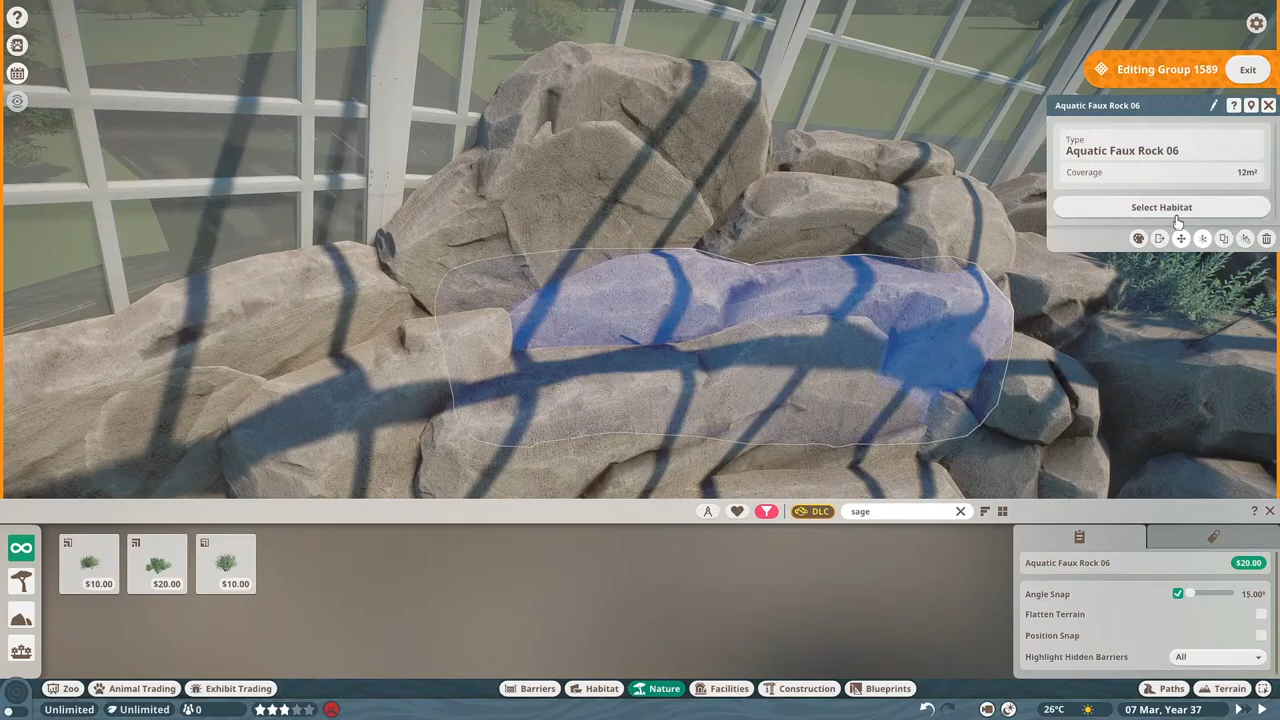 Editing Group 1589
Exit
Aquatic Faux Rock 06
Type
Aquatic Faux Rock 06
Coverage 12m²
Select Habitat
DLC sage
$10.00 $20.00 $10.00
Aquatic Faux Rock 06 $20.00
Angle Snap 15.00°
Flatten Terrain
Position Snap
Highlight Hidden Barriers All
Zoo Animal Trading Exhibit Trading Barriers Habitat Nature Facilities Construction Blueprints Paths Terrain
Unlimited Unlimited 0 26°C 07 Mar, Year 37